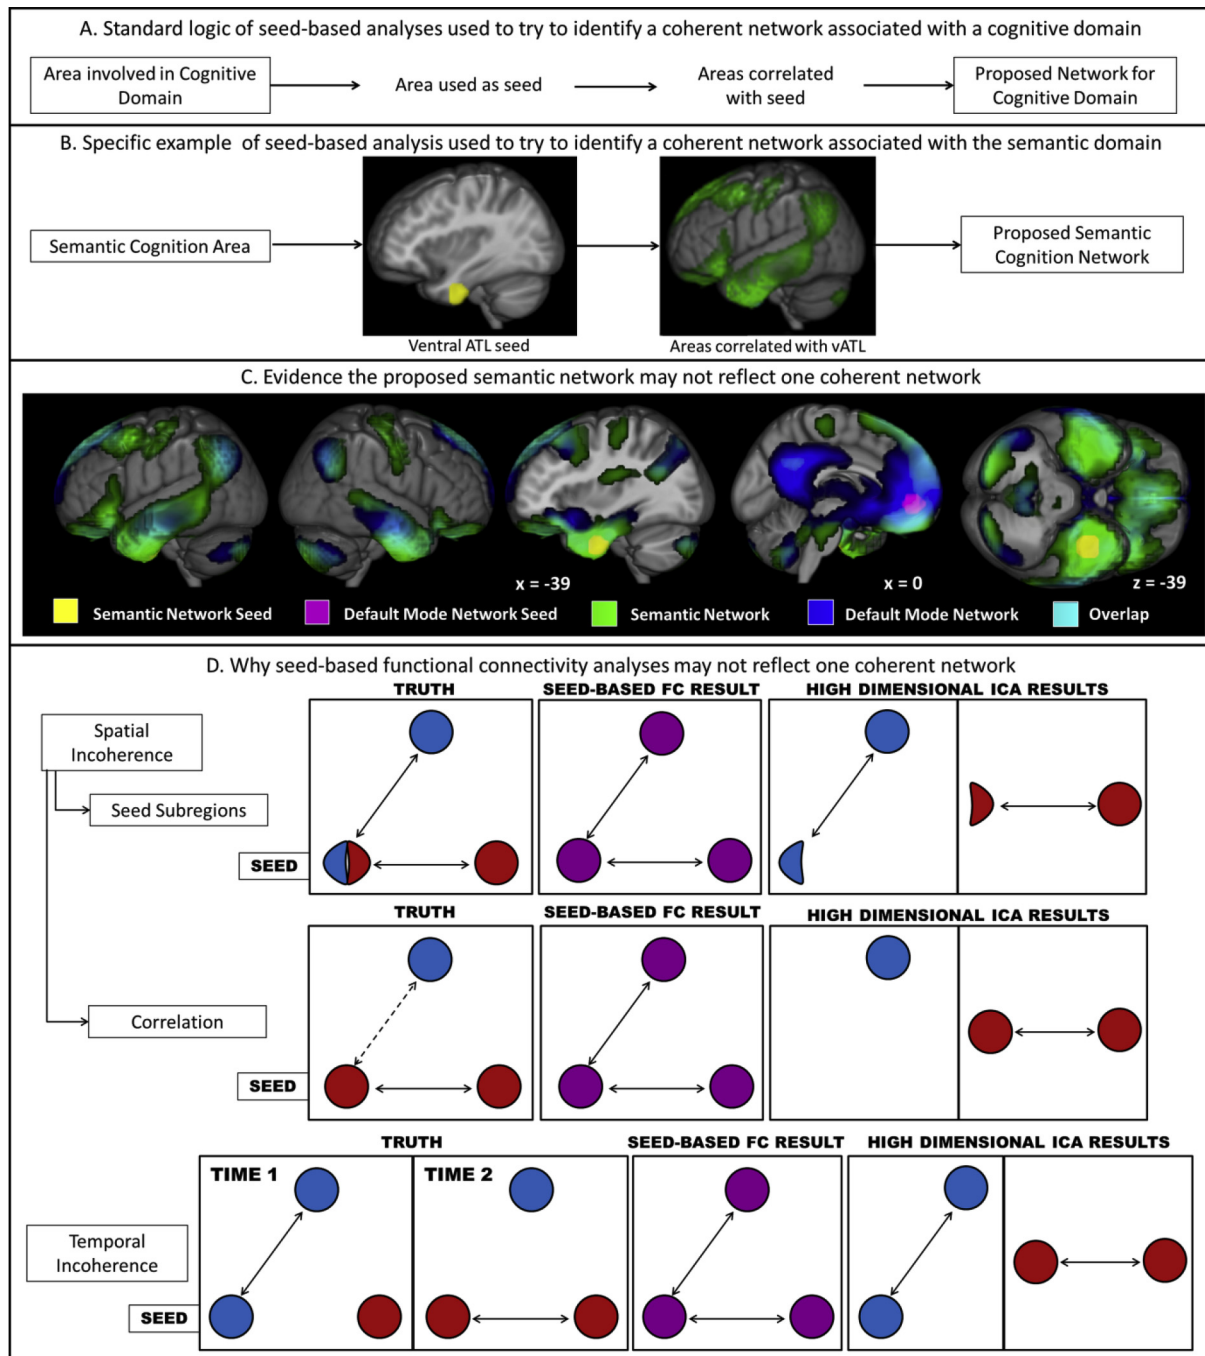 A. Standard logic of seed-based analyses used to try to identify a coherent network associated with a cognitive domain
Area involved in Cognitive
Domain
Area used as seed
Areas correlated
with seed
Proposed Network for
Cognitive Domain
B. Specific example of seed-based analysis used to try to identify a coherent network associated with the semantic domain
Semantic Cognition Area
Ventral ATL seed
Areas correlated with vATL
Proposed Semantic
Cognition Network
C. Evidence the proposed semantic network may not reflect one coherent network
x = -39
x = 0
z = -39
Semantic Network Seed
Default Mode Network Seed
Semantic Network
Default Mode Network
Overlap
D. Why seed-based functional connectivity analyses may not reflect one coherent network
Spatial
Incoherence
TRUTH
SEED-BASED FC RESULT
HIGH DIMENSIONAL ICA RESULTS
Seed Subregions
SEED
TRUTH
SEED-BASED FC RESULT
HIGH DIMENSIONAL ICA RESULTS
Correlation
SEED
TRUTH
SEED-BASED FC RESULT
HIGH DIMENSIONAL ICA RESULTS
TIME 1
TIME 2
Temporal
Incoherence
SEED